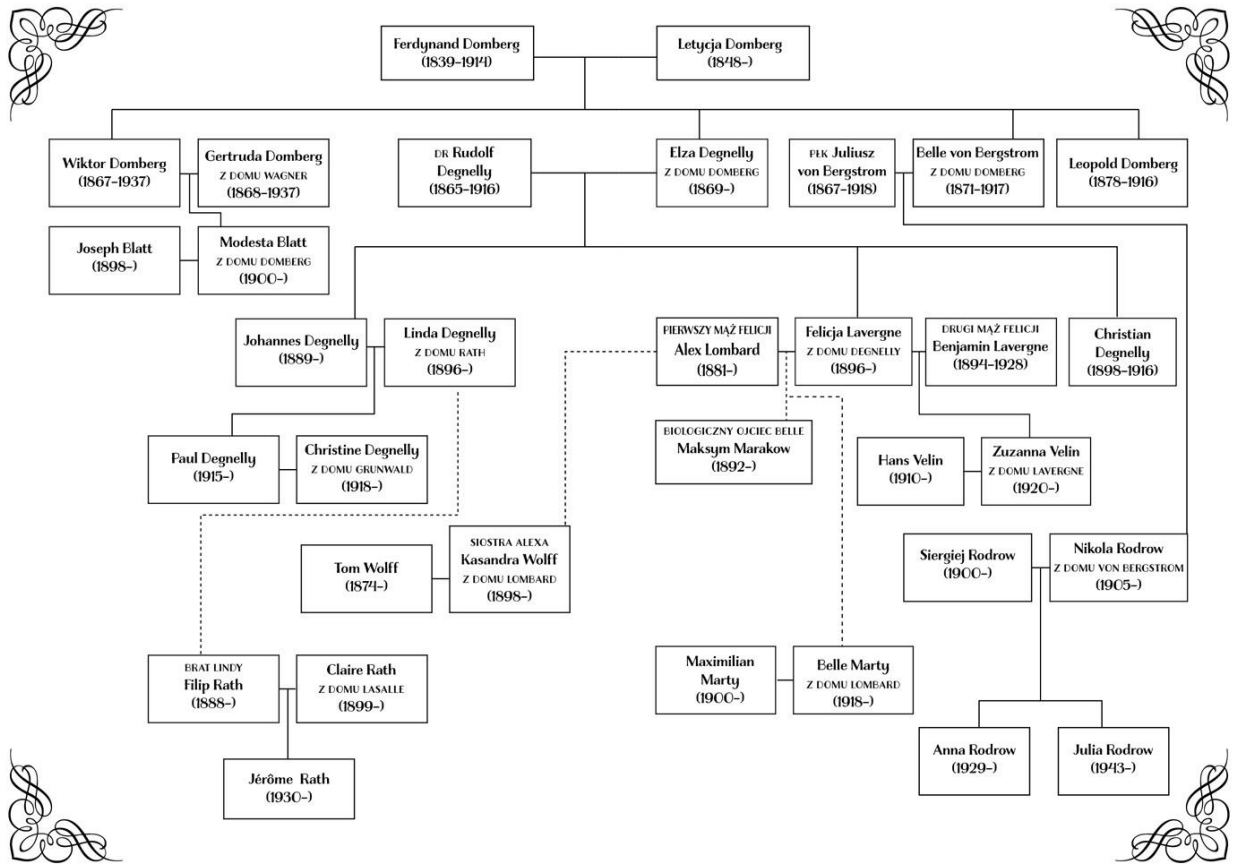 Ferdynand Domberg
(1839-1914)
Letycja Domberg
(1848-)
Wiktor Domberg
(1867-1937)
Gertruda Domberg
Z DOMU WAGNER
(1868-1937)
DR Rudolf
Degnelly
(1865-1916)
Elza Degnelly
Z DOMU DOMBERG
(1869-)
PŁK Juliusz
von Bergstrom
(1867-1918)
Belle von Bergstrom
Z DOMU DOMBERG
(1871-1917)
Leopold Domberg
(1878-1916)
Joseph Blatt
(1898-)
Modesta Blatt
Z DOMU DOMBERG
(1900-)
Johannes Degnelly
(1889-)
Linda Degnelly
Z DOMU RATH
(1896-)
PIERWSZY MĄŻ FELICJI
Alex Lombard
(1881-)
Felicja Lavergne
Z DOMU DEGNELLY
(1896-)
DRUGI MĄŻ FELICJI
Benjamin Lavergne
(1894-1928)
Christian
Degnelly
(1898-1916)
Paul Degnelly
(1915-)
Christine Degnelly
Z DOMU GRUNWALD
(1918-)
BIOLOGICZNY OJCIEC BELLE
Maksym Marakow
(1892-)
Hans Velin
(1910-)
Zuzanna Velin
Z DOMU LAVERGNE
(1920-)
Tom Wolff
(1874-)
SIOSTRA ALEXA
Kasandra Wolff
Z DOMU LOMBARD
(1898-)
Siergiej Rodrow
(1900-)
Nikola Rodrow
Z DOMU VON BERGSTROM
(1905-)
BRAT LINDY
Filip Rath
(1888-)
Claire Rath
Z DOMU LASALLE
(1899-)
Maximilian
Marty
(1900-)
Belle Marty
Z DOMU LOMBARD
(1918-)
Jérôme Rath
(1930-)
Anna Rodrow
(1929-)
Julia Rodrow
(1943-)